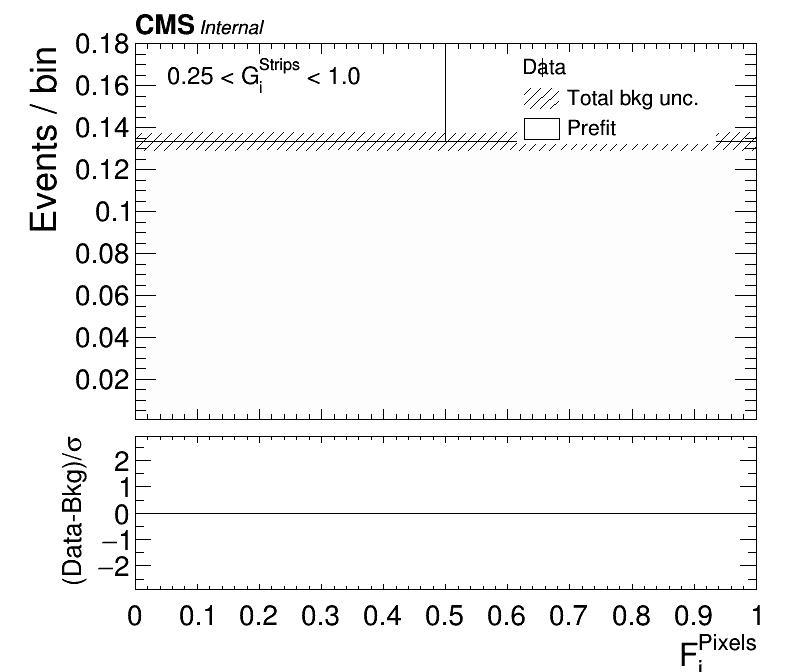 CMS Internal
0.18
0.16
0.14
0.12
0.1
0.08
0.06
0.04
0.02
Events / bin
0.25 < G_i^Strips < 1.0
Data
Total bkg unc.
Prefit
2
1
0
−1
−2
(Data-Bkg)/σ
0 0.1 0.2 0.3 0.4 0.5 0.6 0.7 0.8 0.9 1
F_i^Pixels